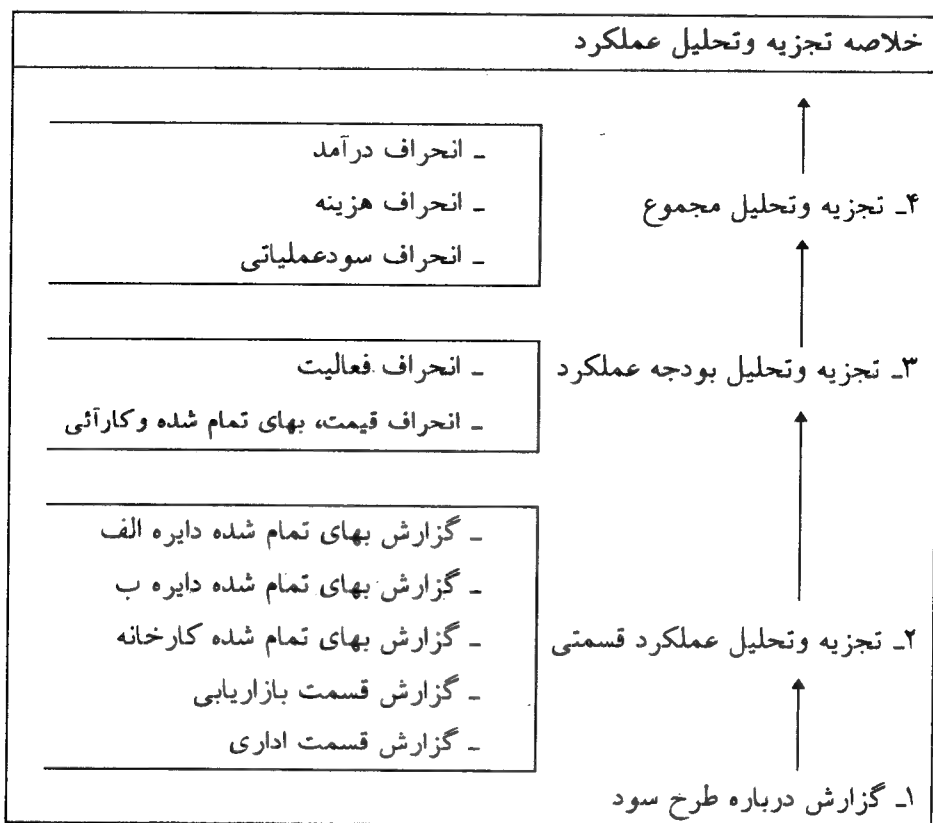 خلاصه تجزیه وتحلیل عملکرد
ـ انحراف درآمد
۴ـ تجزیه وتحلیل مجموع
ـ انحراف هزینه
ـ انحراف سودعملیاتی
۳ـ تجزیه وتحلیل بودجه عملکرد
ـ انحراف فعالیت
ـ انحراف قیمت، بهای تمام شده وکارآئی
ـ گزارش بهای تمام شده دایره الف
ـ گزارش بهای تمام شده دایره ب
۲ـ تجزیه وتحلیل عملکرد قسمتی
ـ گزارش بهای تمام شده کارخانه
ـ گزارش قسمت بازاریابی
ـ گزارش قسمت اداری
۱ـ گزارش درباره طرح سود